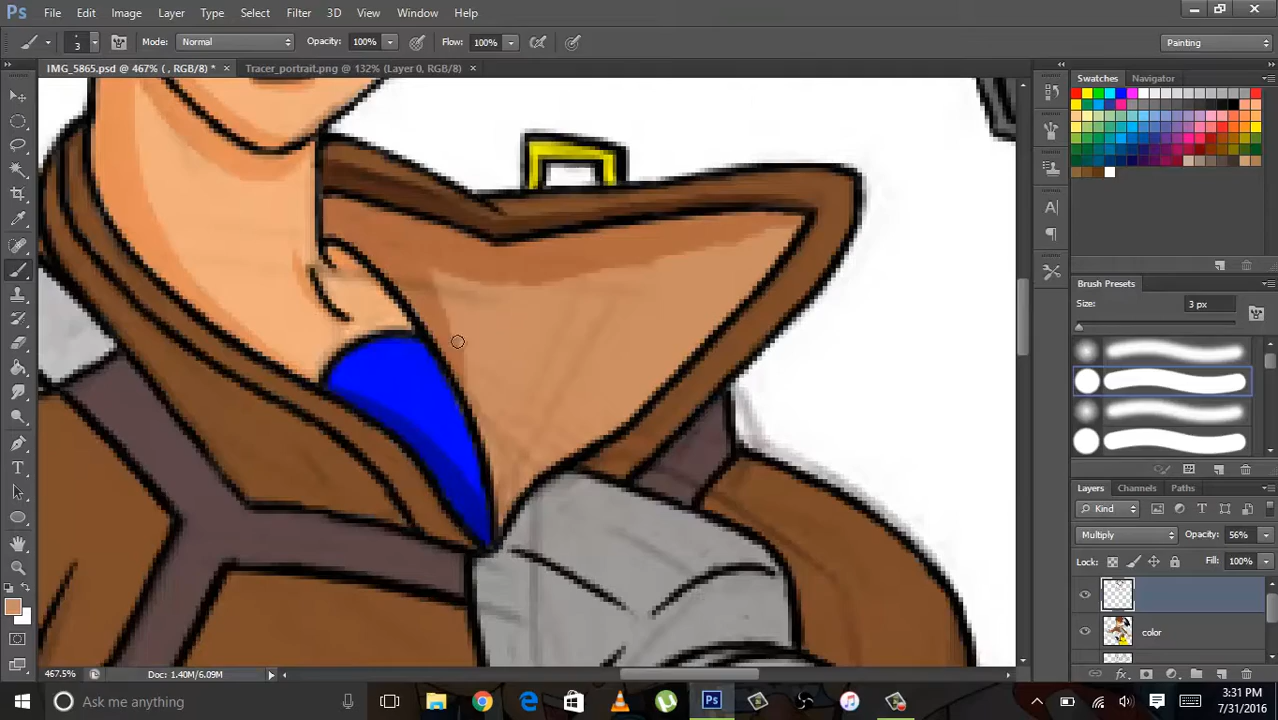 Ps File Edit Image Layer Type Select Filter 3D View Window Help
3 Mode: Normal Opacity: 100% Flow: 100% Painting
IMG_5865.psd @ 467% ( , RGB/8) * × Tracer_portrait.png @ 132% (Layer 0, RGB/8) ×
Swatches Navigator
Brush Presets
Size: 3 px
Layers Channels Paths
Kind
Multiply Opacity: 56%
Lock: Fill: 100%
color
467.5% Doc: 1.40M/6.09M
Ask me anything
Ps
3:31 PM
7/31/2016